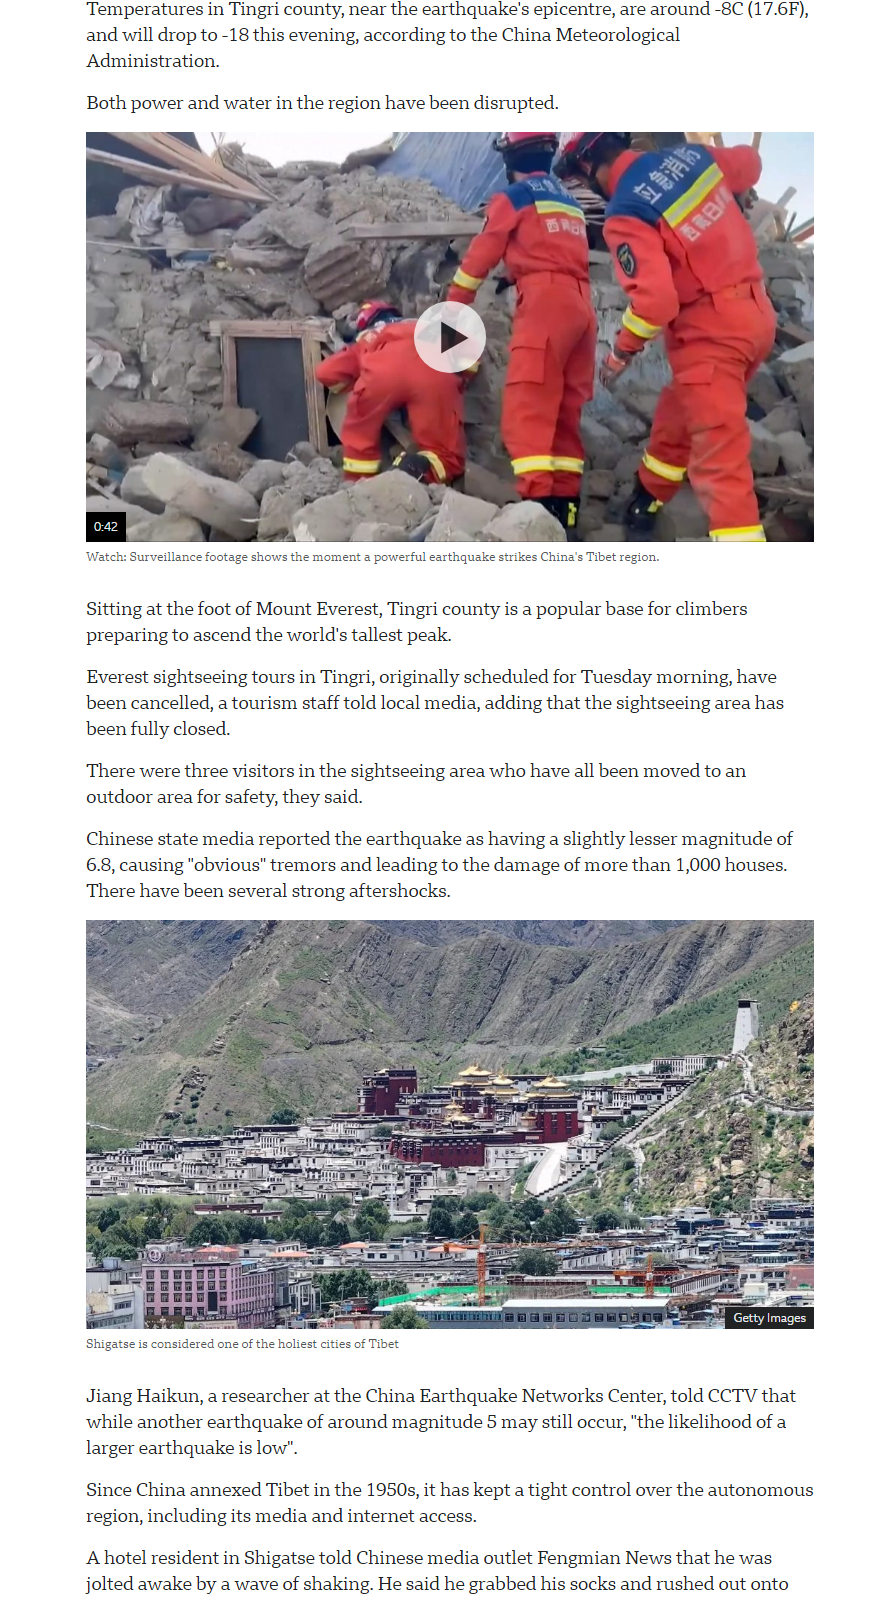 Temperatures in Tingri county, near the earthquake's epicentre, are around -8C (17.6F),
and will drop to -18 this evening, according to the China Meteorological
Administration.
Both power and water in the region have been disrupted.
应急消防
西藏日
0:42
Watch: Surveillance footage shows the moment a powerful earthquake strikes China's Tibet region.
Sitting at the foot of Mount Everest, Tingri county is a popular base for climbers
preparing to ascend the world's tallest peak.
Everest sightseeing tours in Tingri, originally scheduled for Tuesday morning, have
been cancelled, a tourism staff told local media, adding that the sightseeing area has
been fully closed.
There were three visitors in the sightseeing area who have all been moved to an
outdoor area for safety, they said.
Chinese state media reported the earthquake as having a slightly lesser magnitude of
6.8, causing "obvious" tremors and leading to the damage of more than 1,000 houses.
There have been several strong aftershocks.
Getty Images
Shigatse is considered one of the holiest cities of Tibet
Jiang Haikun, a researcher at the China Earthquake Networks Center, told CCTV that
while another earthquake of around magnitude 5 may still occur, "the likelihood of a
larger earthquake is low".
Since China annexed Tibet in the 1950s, it has kept a tight control over the autonomous
region, including its media and internet access.
A hotel resident in Shigatse told Chinese media outlet Fengmian News that he was
jolted awake by a wave of shaking. He said he grabbed his socks and rushed out onto